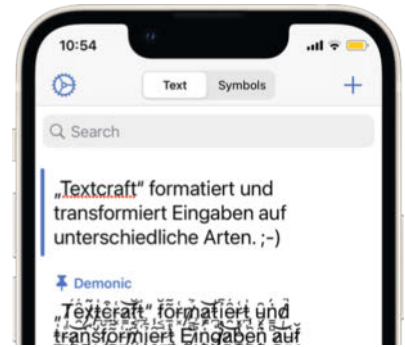 10:54
Text Symbols
Search
„Textcraft“ formatiert und
transformiert Eingaben auf
unterschiedliche Arten. ;-)
Demonic
„Textcraft“ formatiert und
transformiert Eingaben auf